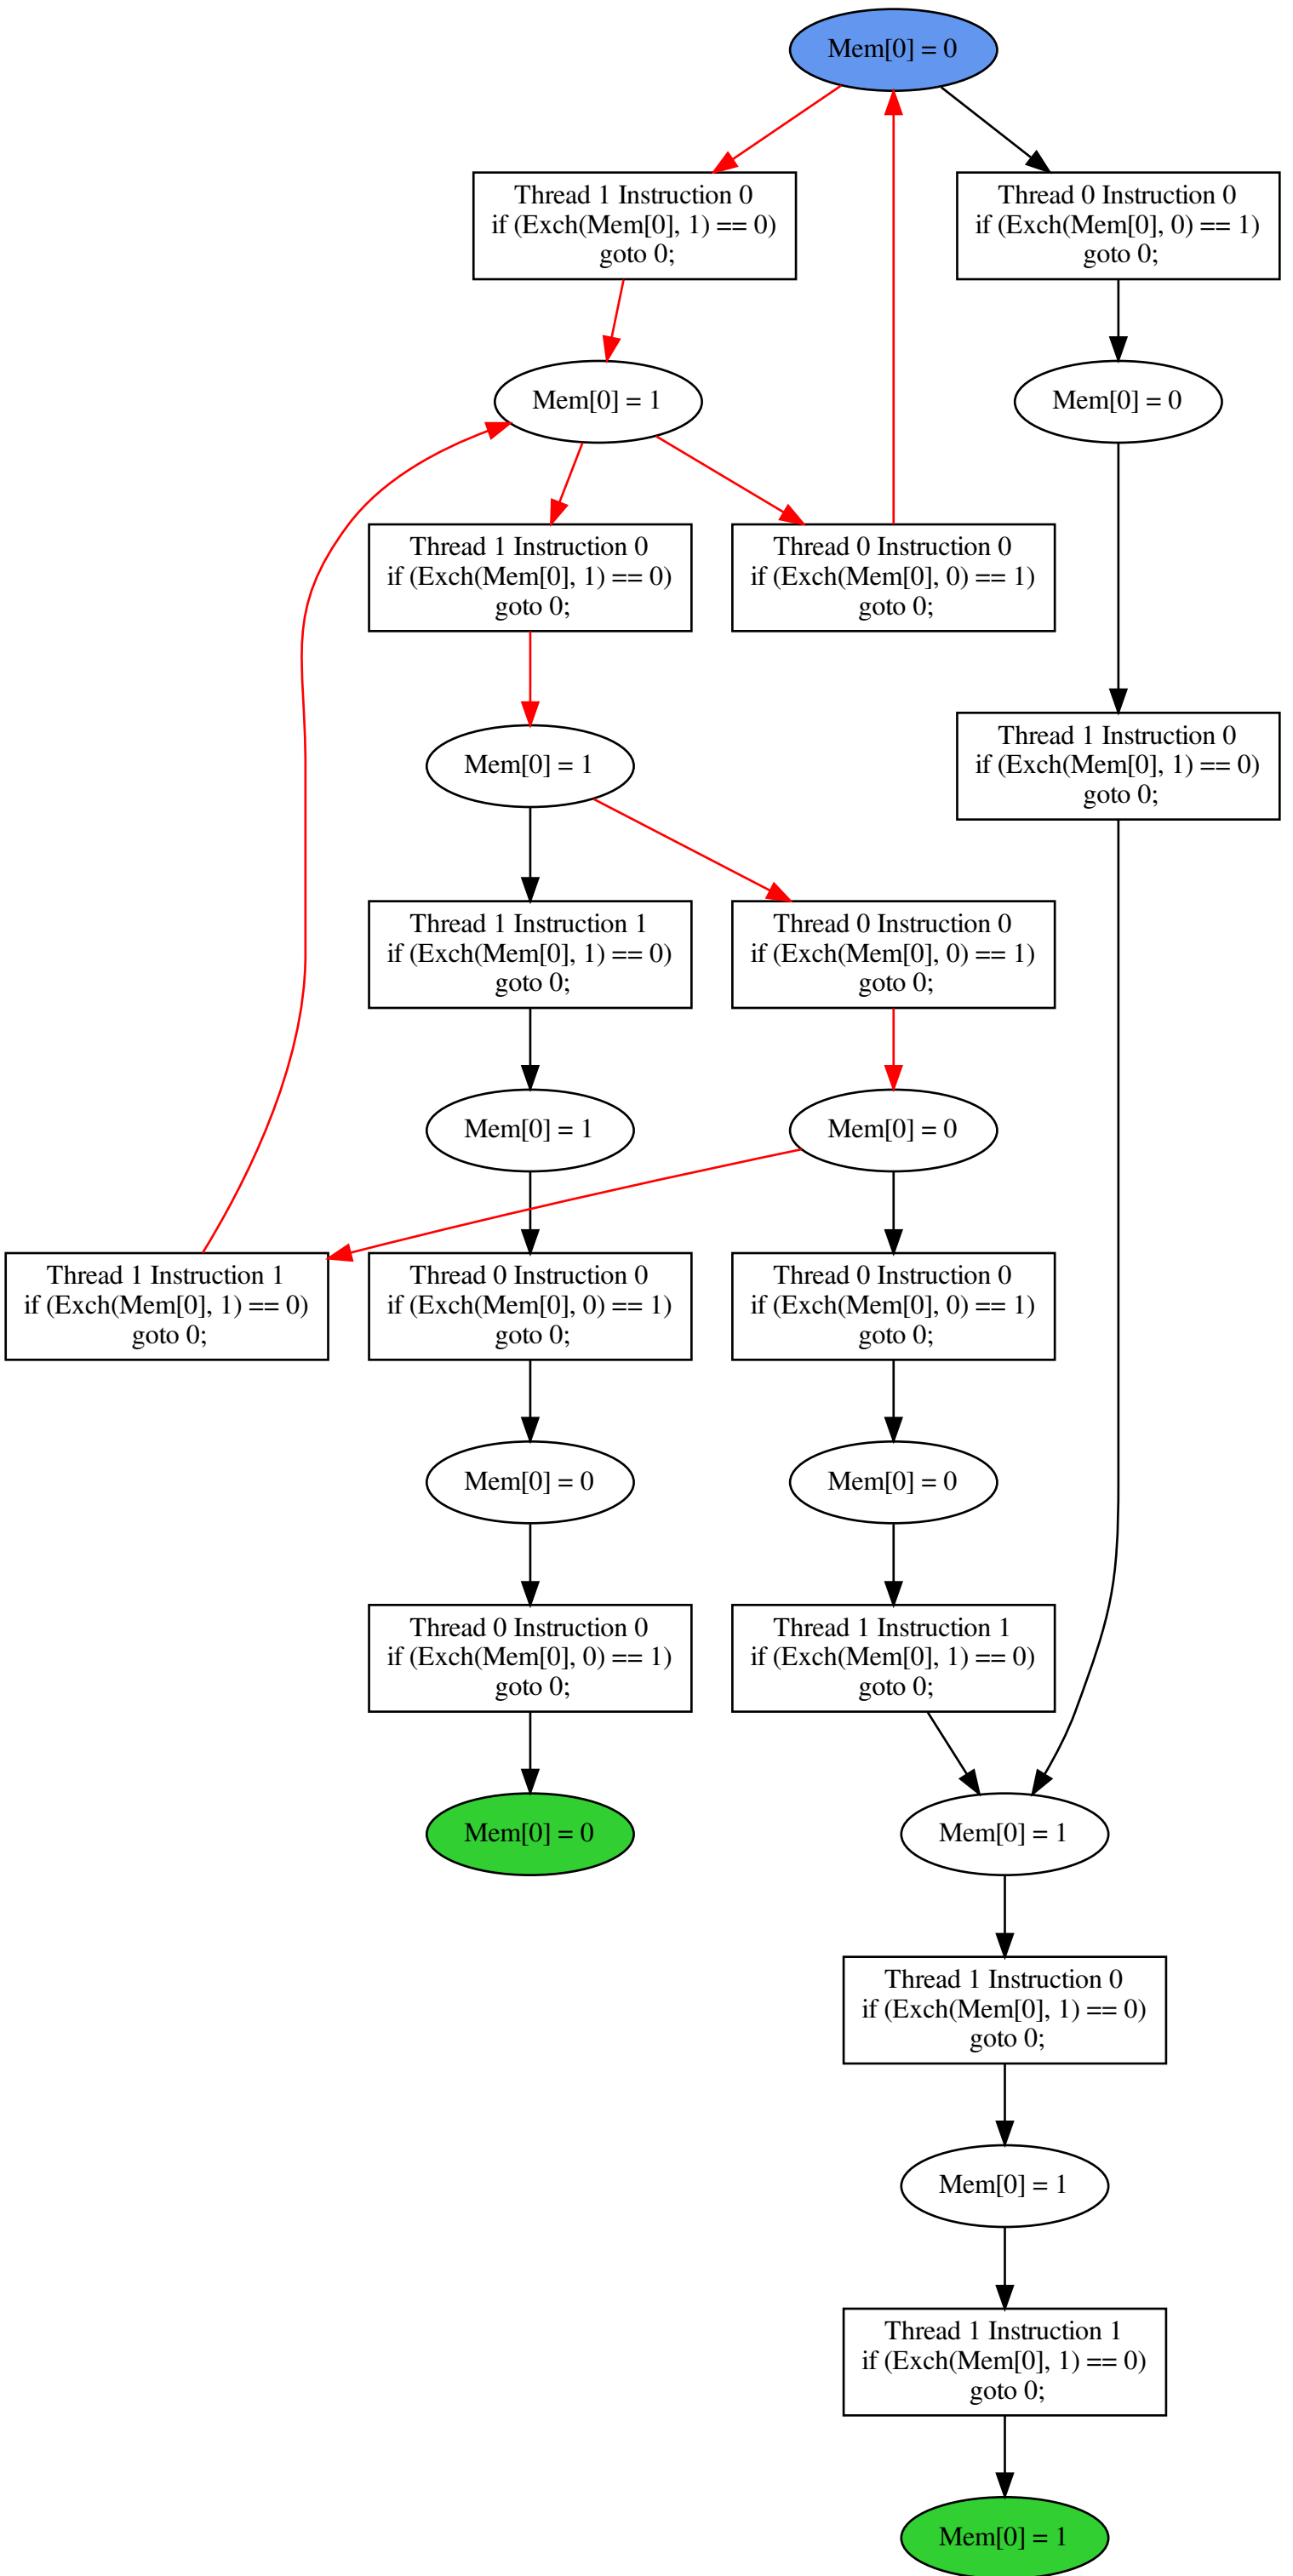 Mem[0] = 0
Thread 1 Instruction 0
if (Exch(Mem[0], 1) == 0)
goto 0;
Thread 0 Instruction 0
if (Exch(Mem[0], 0) == 1)
goto 0;
Mem[0] = 1
Mem[0] = 0
Thread 1 Instruction 0
if (Exch(Mem[0], 1) == 0)
goto 0;
Thread 0 Instruction 0
if (Exch(Mem[0], 0) == 1)
goto 0;
Mem[0] = 1
Thread 1 Instruction 0
if (Exch(Mem[0], 1) == 0)
goto 0;
Thread 1 Instruction 1
if (Exch(Mem[0], 1) == 0)
goto 0;
Thread 0 Instruction 0
if (Exch(Mem[0], 0) == 1)
goto 0;
Mem[0] = 1
Mem[0] = 0
Thread 1 Instruction 1
if (Exch(Mem[0], 1) == 0)
goto 0;
Thread 0 Instruction 0
if (Exch(Mem[0], 0) == 1)
goto 0;
Thread 0 Instruction 0
if (Exch(Mem[0], 0) == 1)
goto 0;
Mem[0] = 0
Mem[0] = 0
Thread 0 Instruction 0
if (Exch(Mem[0], 0) == 1)
goto 0;
Thread 1 Instruction 1
if (Exch(Mem[0], 1) == 0)
goto 0;
Mem[0] = 0
Mem[0] = 1
Thread 1 Instruction 0
if (Exch(Mem[0], 1) == 0)
goto 0;
Mem[0] = 1
Thread 1 Instruction 1
if (Exch(Mem[0], 1) == 0)
goto 0;
Mem[0] = 1